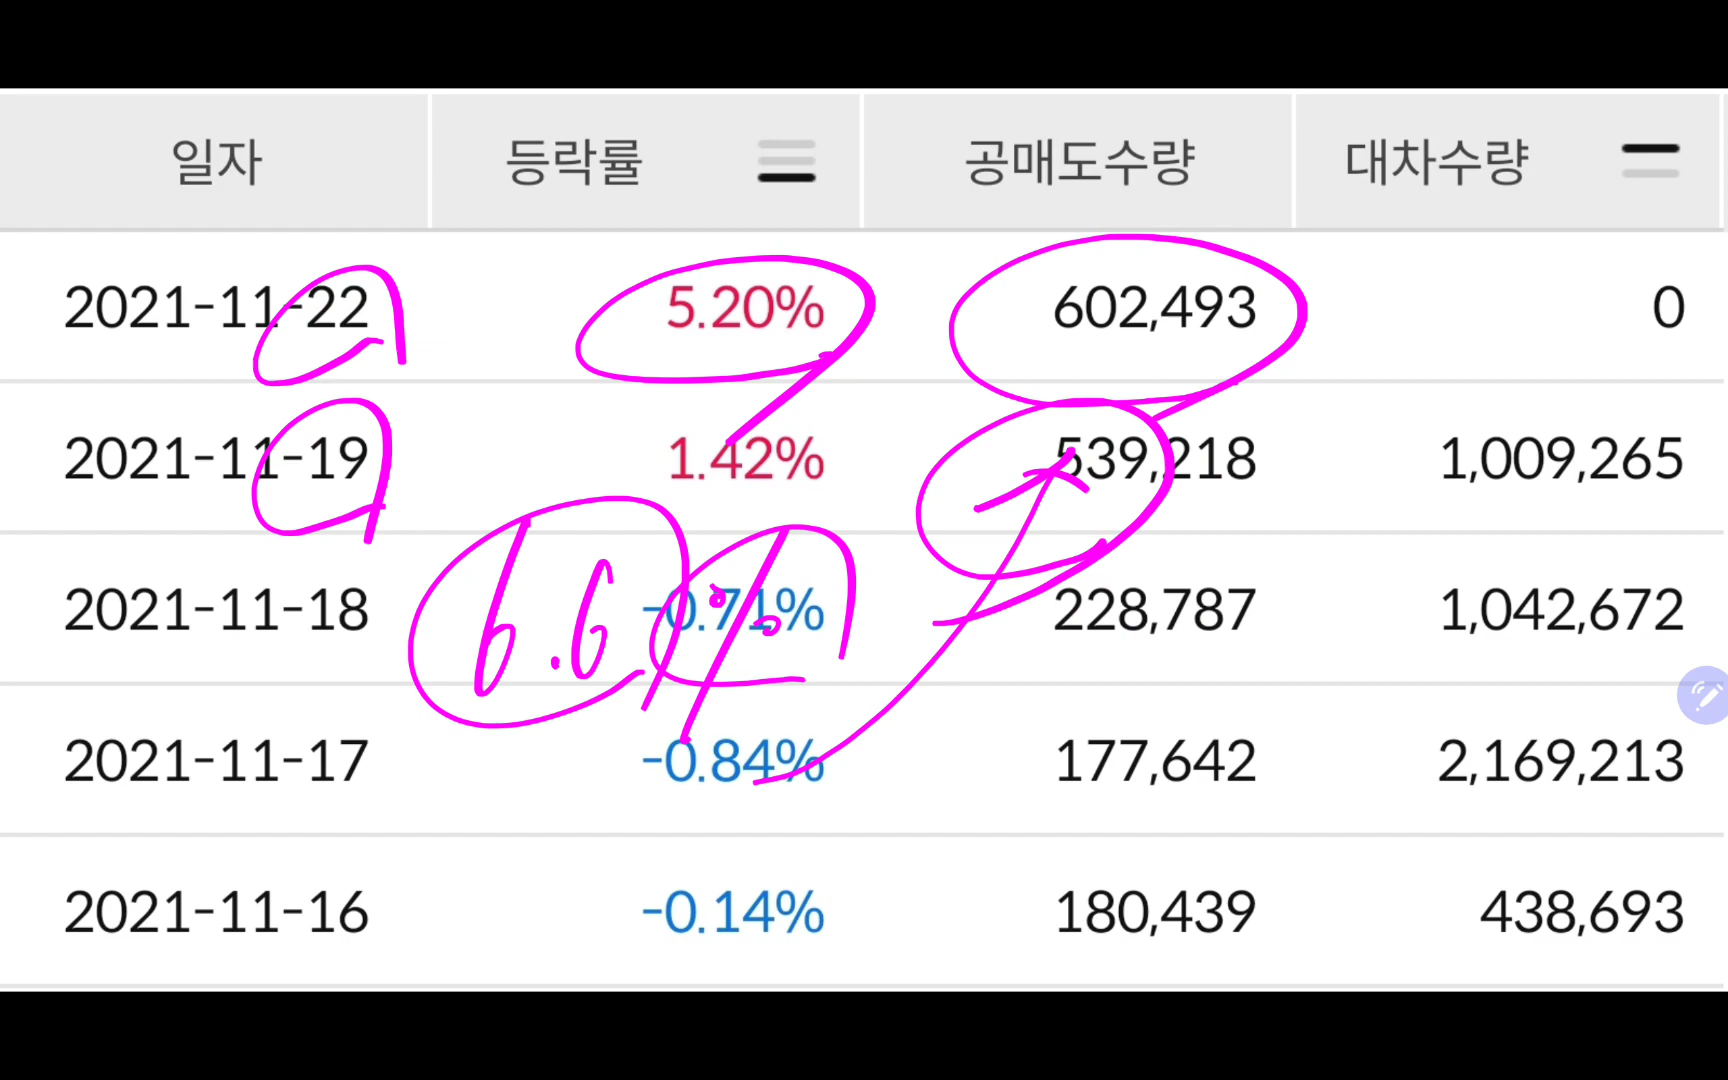 일자 등락률 공매도수량 대차수량
2021-11-22 5.20% 602,493 0
2021-11-19 1.42% 539,218 1,009,265
2021-11-18 -0.71% 228,787 1,042,672
6.6%
2021-11-17 -0.84% 177,642 2,169,213
2021-11-16 -0.14% 180,439 438,693